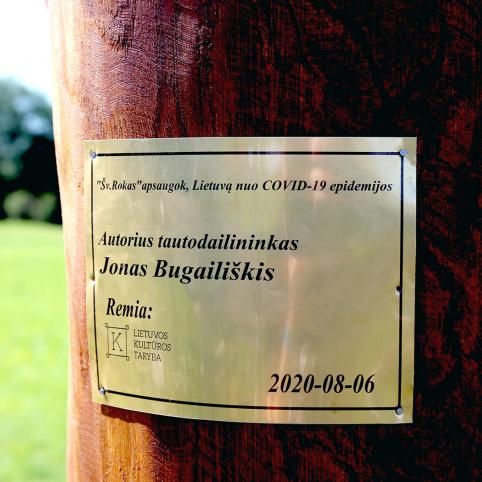 "Šv.Rokas"apsaugok, Lietuvą nuo COVID-19 epidemijos
Autorius tautodailininkas
Jonas Bugailiškis
Remia:
K
LIETUVOS
KULTŪROS
TARYBA
2020-08-06